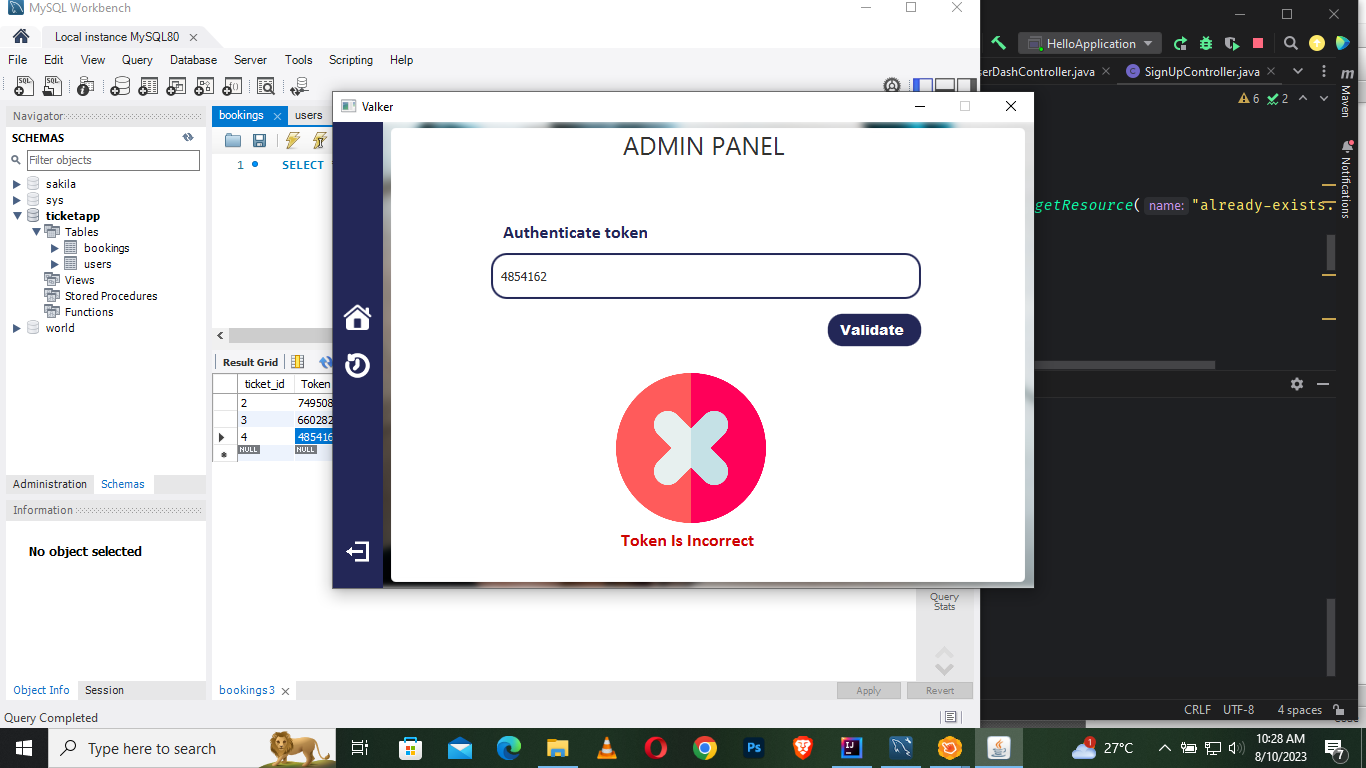 MySQL Workbench
Local instance MySQL80
File Edit View Query Database Server Tools Scripting Help
Navigator
SCHEMAS
Filter objects
sakila
sys
ticketapp
Tables
bookings
users
Views
Stored Procedures
Functions
world
Administration Schemas
Information
No object selected
Object Info Session
Query Completed
bookings users
1 SELECT
Result Grid
ticket_id Token
2 749508
3 660282
4 485416
NULL NULL
bookings3
Query
Stats
Apply Revert
Valker
ADMIN PANEL
Authenticate token
4854162
Validate
Token Is Incorrect
HelloApplication
serDashController.java SignUpController.java
6 2
Maven
Notifications
getResource( name: "already-exists.
CRLF UTF-8 4 spaces
Type here to search
1
27°C
10:28 AM
8/10/2023
7